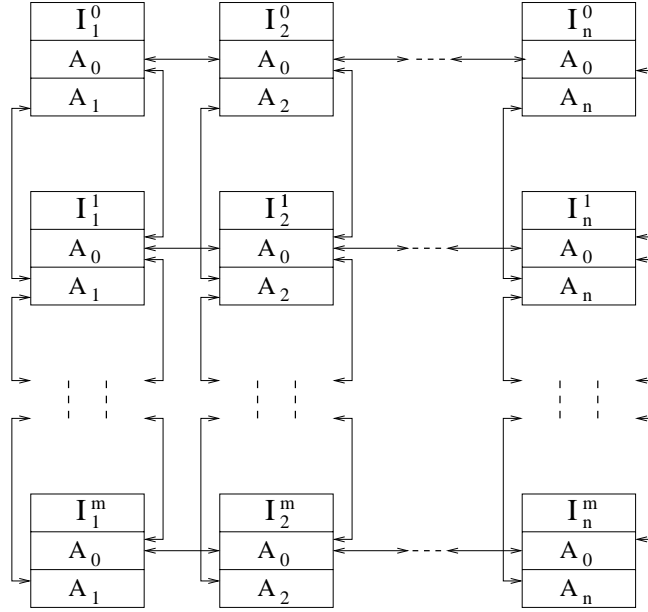 I_1^0 I_2^0 I_n^0
A_0 A_0 A_0
A_1 A_2 A_n
I_1^1 I_2^1 I_n^1
A_0 A_0 A_0
A_1 A_2 A_n
I_1^m I_2^m I_n^m
A_0 A_0 A_0
A_1 A_2 A_n